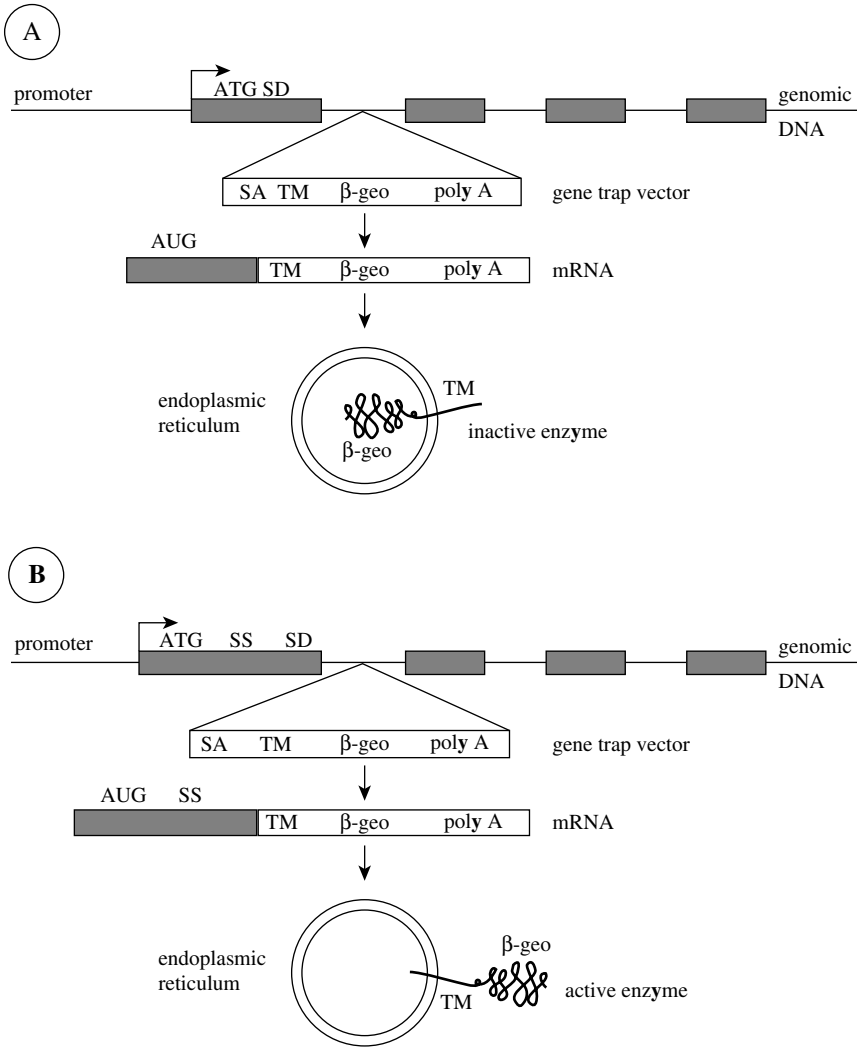 A
promoter
ATG SD
genomic
DNA
SA TM β-geo poly A
gene trap vector
AUG
TM β-geo poly A
mRNA
endoplasmic
reticulum
TM
β-geo
inactive enzyme
B
promoter
ATG SS SD
genomic
DNA
SA TM β-geo poly A
gene trap vector
AUG SS
TM β-geo poly A
mRNA
endoplasmic
reticulum
β-geo
TM
active enzyme